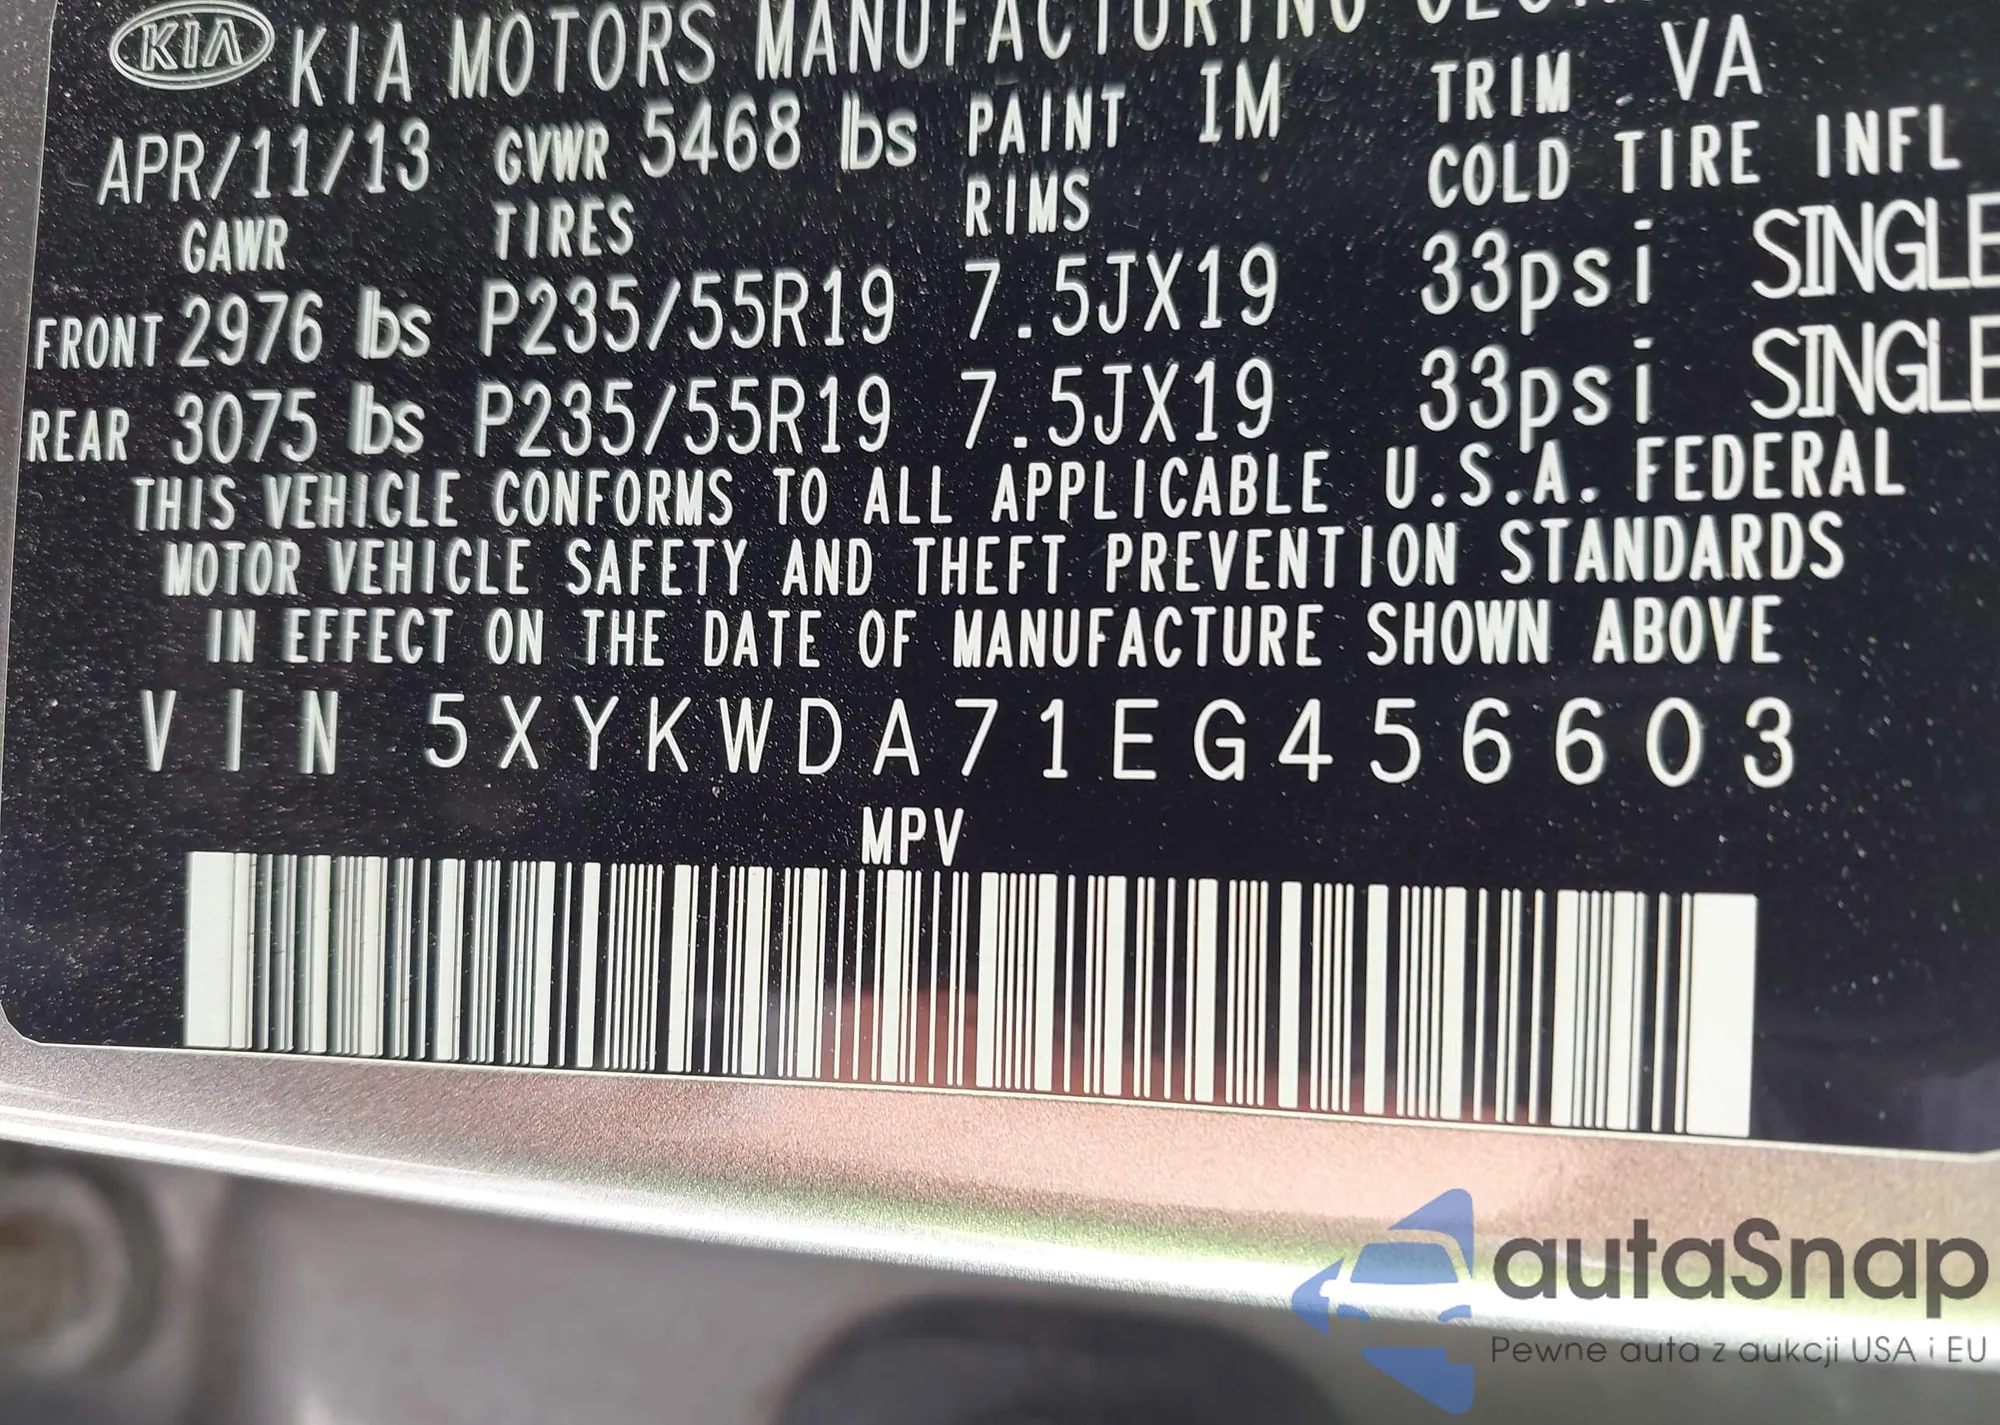 KIA KIA MOTORS MANUFACTURING
APR/11/13 GVWR 5468 lbs PAINT IM TRIM VA
GAWR TIRES RIMS COLD TIRE INFL
FRONT 2976 lbs P235/55R19 7.5JX19 33psi SINGLE
REAR 3075 lbs P235/55R19 7.5JX19 33psi SINGLE
THIS VEHICLE CONFORMS TO ALL APPLICABLE U.S.A. FEDERAL
MOTOR VEHICLE SAFETY AND THEFT PREVENTION STANDARDS
IN EFFECT ON THE DATE OF MANUFACTURE SHOWN ABOVE
VIN 5XYKWDA71EG456603
MPV
autaSnap
Pewne auta z aukcji USA i EU